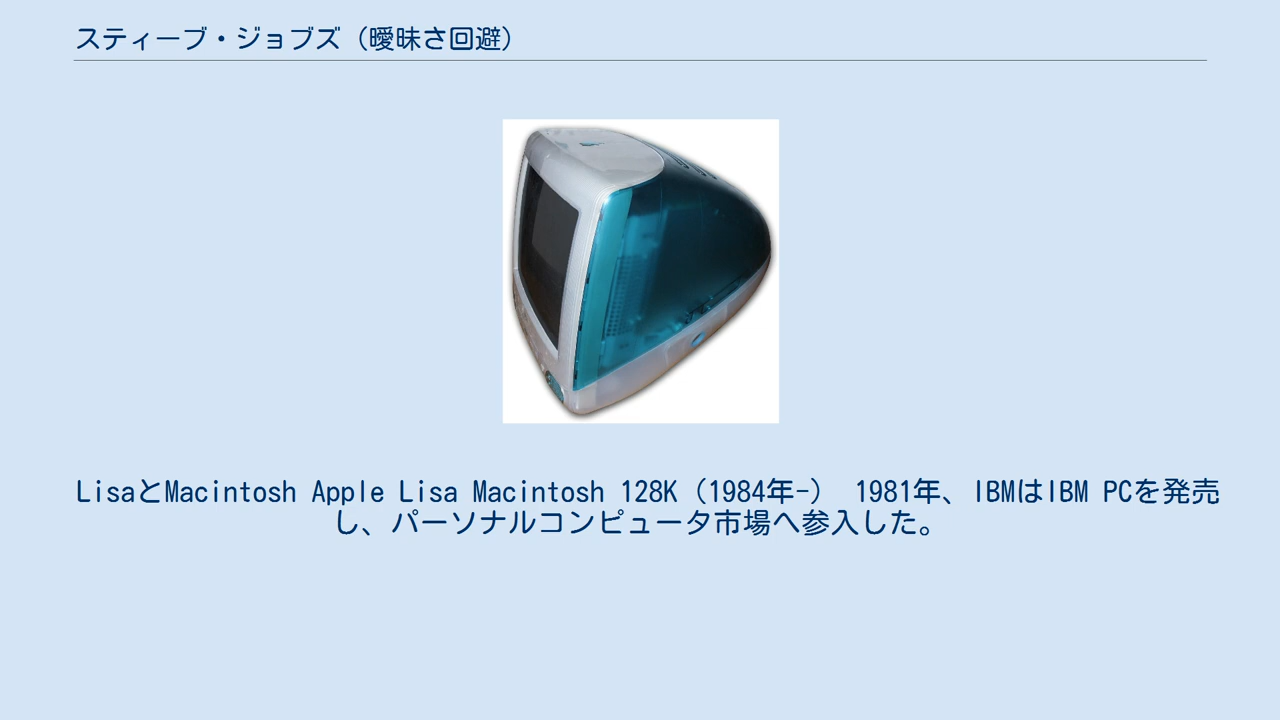 スティーブ・ジョブズ（曖昧さ回避）
LisaとMacintosh Apple Lisa Macintosh 128K（1984年-） 1981年、IBMはIBM PCを発売
し、パーソナルコンピュータ市場へ参入した。